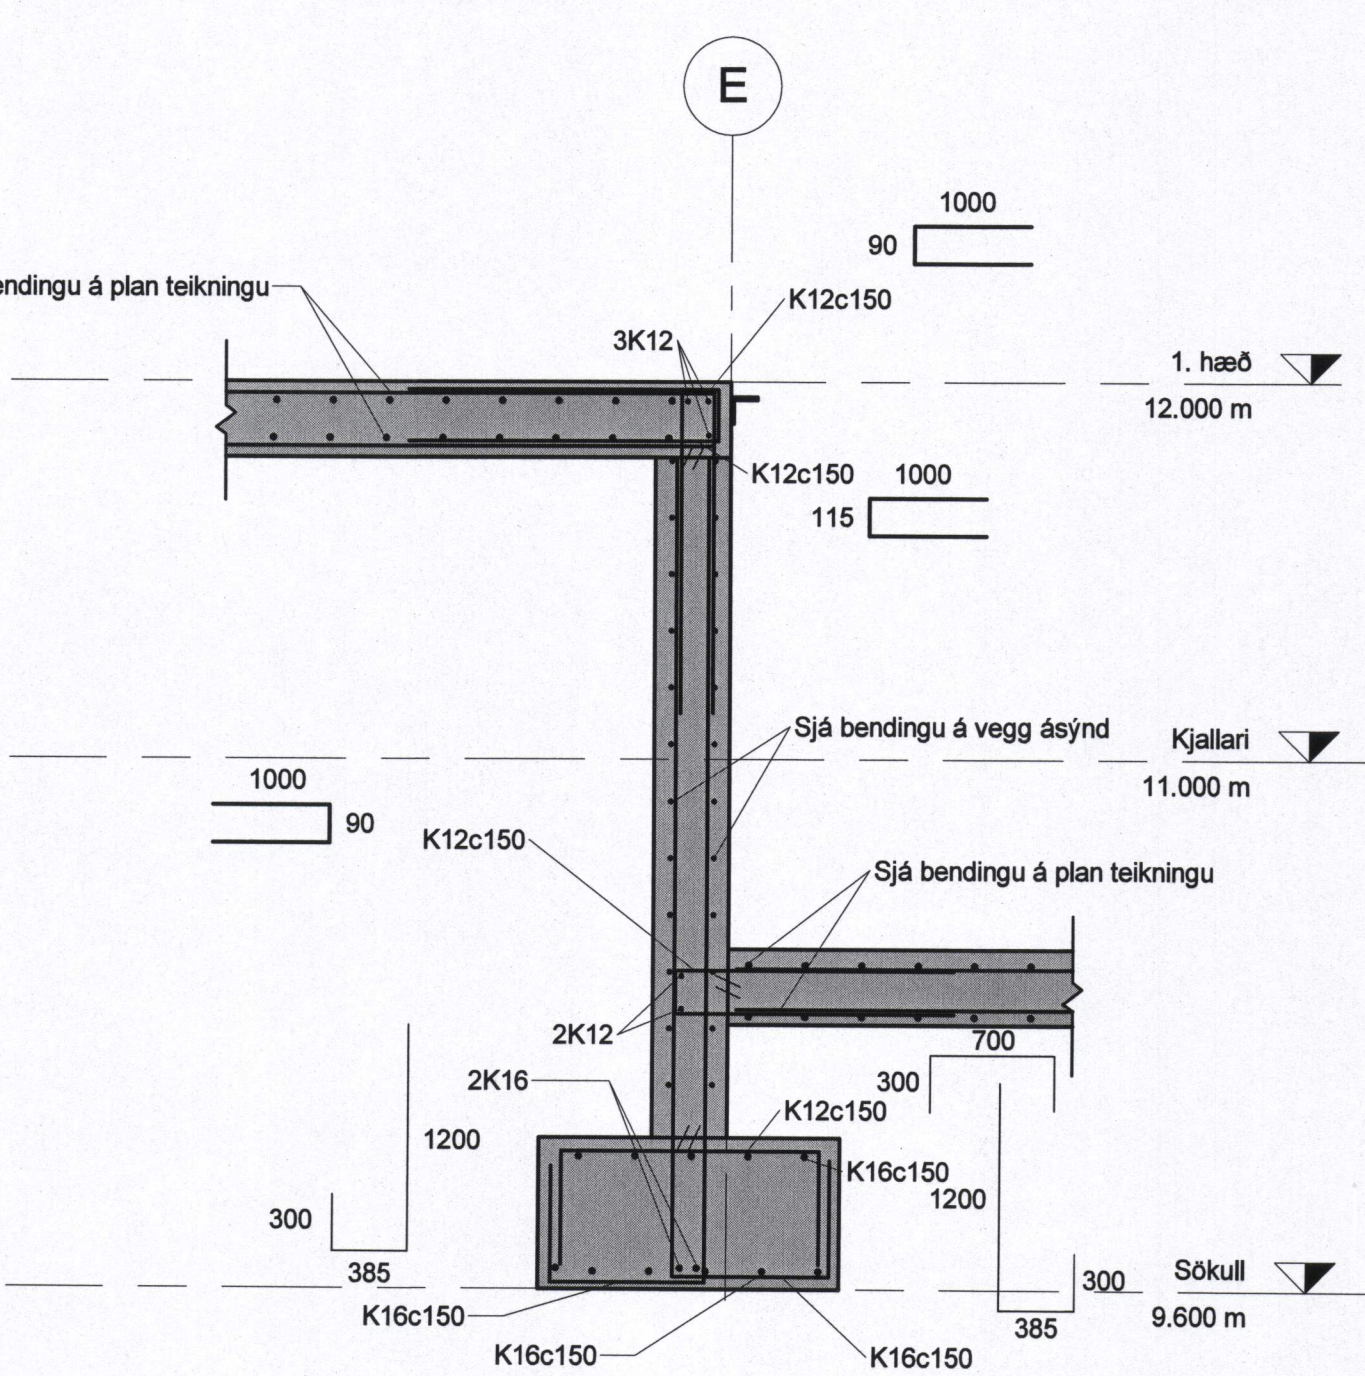 E
1000
90
K12c150
endingu á plan teikningu
3K12
1. hæð
12.000 m
K12c150
1000
115
Sjá bendingu á vegg ásýnd
Kjallari
11.000 m
1000
90
K12c150
Sjá bendingu á plan teikningu
2K12
700
2K16
300
K12c150
1200
K16c150
1200
300
385
Sökull
300
K16c150
9.600 m
385
K16c150
K16c150